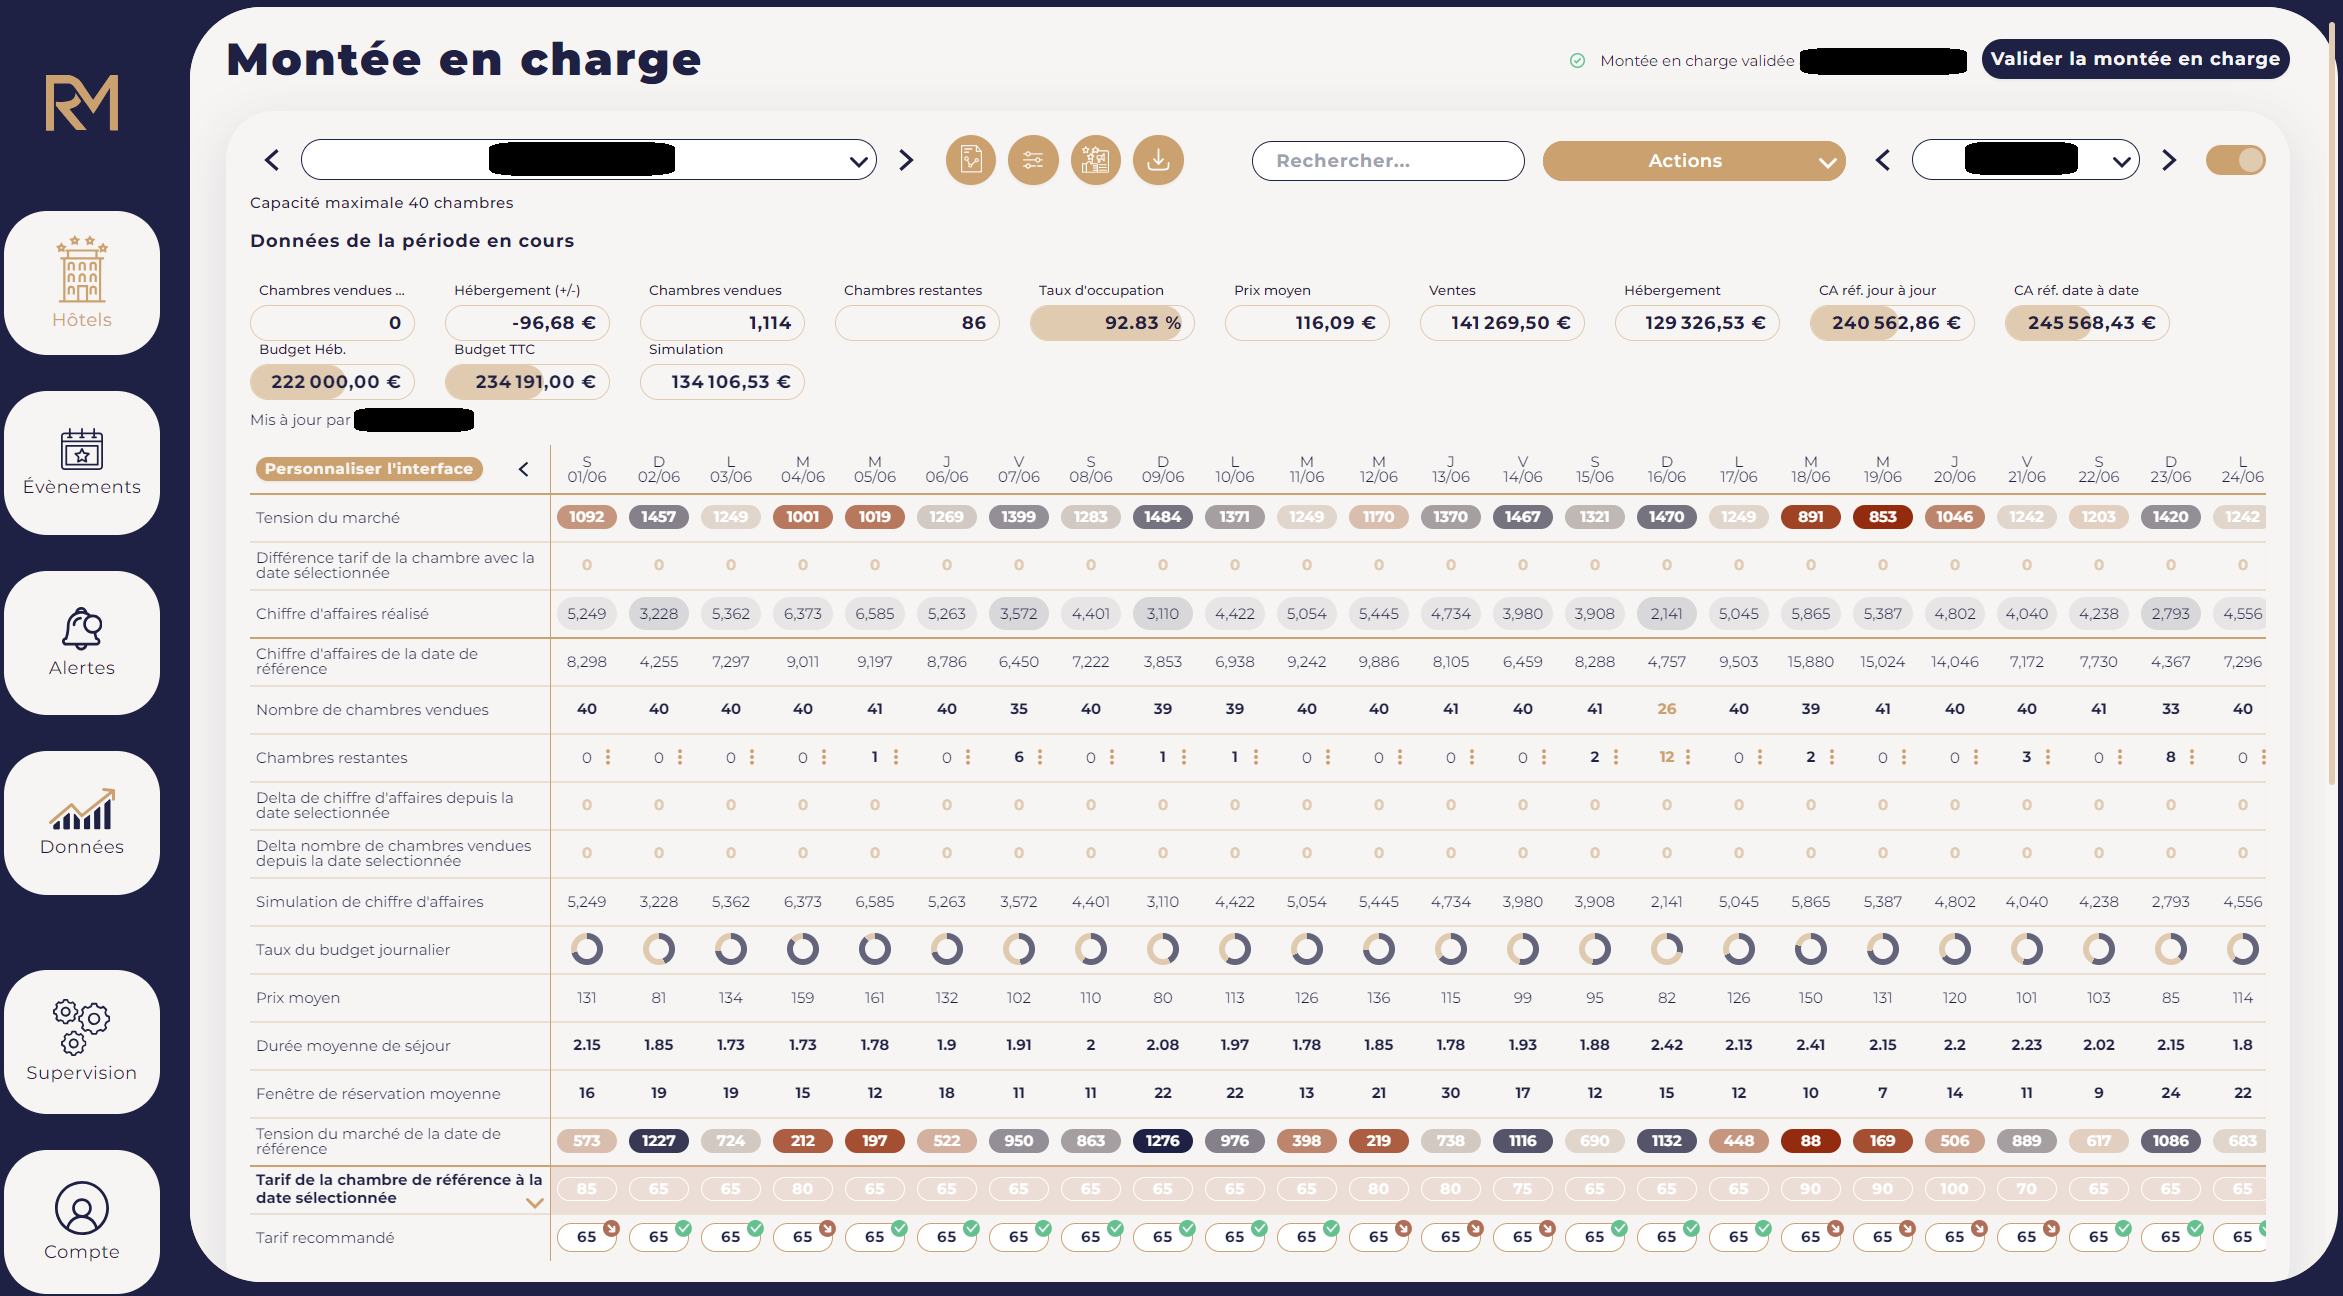 Montée en charge
Montée en charge validée
Valider la montée en charge
RM
Rechercher...
Actions
Capacité maximale 40 chambres
Données de la période en cours
Chambres vendues ... Hébergement (+/-) Chambres vendues Chambres restantes Taux d'occupation Prix moyen Ventes Hébergement CA réf. jour à jour CA réf. date à date
0 -96,68 € 1,114 86 92.83 % 116,09 € 141 269,50 € 129 326,53 € 240 562,86 € 245 568,43 €
Budget Héb. Budget TTC Simulation
222 000,00 € 234 191,00 € 134 106,53 €
Mis à jour par
Hôtels
Évènements
Alertes
Données
Supervision
Compte
Personnaliser l'interface
S D L M M J V S D L M M J V S D L M M J V S D L
01/06 02/06 03/06 04/06 05/06 06/06 07/06 08/06 09/06 10/06 11/06 12/06 13/06 14/06 15/06 16/06 17/06 18/06 19/06 20/06 21/06 22/06 23/06 24/06
Tension du marché 1092 1457 1249 1001 1019 1269 1399 1283 1484 1371 1249 1170 1370 1467 1321 1470 1249 891 853 1046 1242 1203 1420 1242
Différence tarif de la chambre avec la
date sélectionnée 0 0 0 0 0 0 0 0 0 0 0 0 0 0 0 0 0 0 0 0 0 0 0 0
Chiffre d'affaires réalisé 5,249 3,228 5,362 6,373 6,585 5,263 3,572 4,401 3,110 4,422 5,054 5,445 4,734 3,980 3,908 2,141 5,045 5,865 5,387 4,802 4,040 4,238 2,793 4,556
Chiffre d'affaires de la date de
référence 8,298 4,255 7,297 9,011 9,197 8,786 6,450 7,222 3,853 6,938 9,242 9,886 8,105 6,459 8,288 4,757 9,503 15,880 15,024 14,046 7,172 7,730 4,367 7,296
Nombre de chambres vendues 40 40 40 40 41 40 35 40 39 39 40 40 41 40 41 26 40 39 41 40 40 41 33 40
Chambres restantes 0 0 0 0 1 0 6 0 1 1 0 0 0 0 2 12 0 2 0 0 3 0 8 0
Delta de chiffre d'affaires depuis la
date selectionnée 0 0 0 0 0 0 0 0 0 0 0 0 0 0 0 0 0 0 0 0 0 0 0 0
Delta nombre de chambres vendues
depuis la date selectionnée 0 0 0 0 0 0 0 0 0 0 0 0 0 0 0 0 0 0 0 0 0 0 0 0
Simulation de chiffre d'affaires 5,249 3,228 5,362 6,373 6,585 5,263 3,572 4,401 3,110 4,422 5,054 5,445 4,734 3,980 3,908 2,141 5,045 5,865 5,387 4,802 4,040 4,238 2,793 4,556
Taux du budget journalier
Prix moyen 131 81 134 159 161 132 102 110 80 113 126 136 115 99 95 82 126 150 131 120 101 103 85 114
Durée moyenne de séjour 2.15 1.85 1.73 1.73 1.78 1.9 1.91 2 2.08 1.97 1.78 1.85 1.78 1.93 1.88 2.42 2.13 2.41 2.15 2.2 2.23 2.02 2.15 1.8
Fenêtre de réservation moyenne 16 19 19 15 12 18 11 11 22 22 13 21 30 17 12 15 12 10 7 14 11 9 24 22
Tension du marché de la date de
référence 573 1227 724 212 197 522 950 863 1276 976 398 219 738 1116 690 1132 448 88 169 506 889 617 1086 683
Tarif de la chambre de référence à la
date sélectionnée 85 65 65 80 65 65 65 65 65 65 65 80 80 75 65 65 65 90 90 100 70 65 65 65
Tarif recommandé 65 65 65 65 65 65 65 65 65 65 65 65 65 65 65 65 65 65 65 65 65 65 65 65